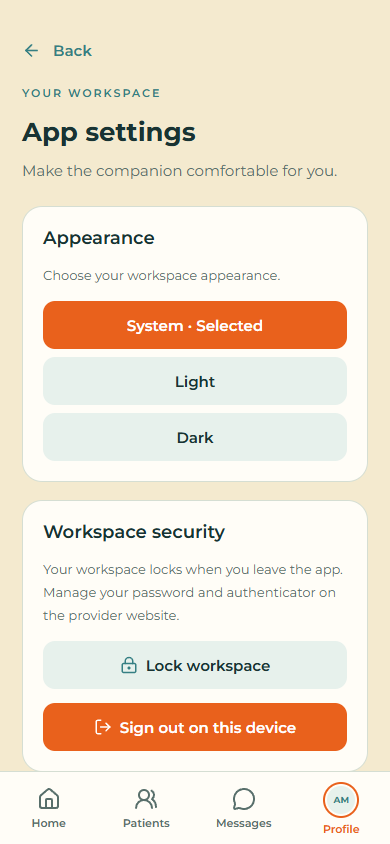 Back
YOUR WORKSPACE
App settings
Make the companion comfortable for you.
Appearance
Choose your workspace appearance.
System · Selected
Light
Dark
Workspace security
Your workspace locks when you leave the app.
Manage your password and authenticator on
the provider website.
Lock workspace
Sign out on this device
Home
Patients
Messages
AM
Profile